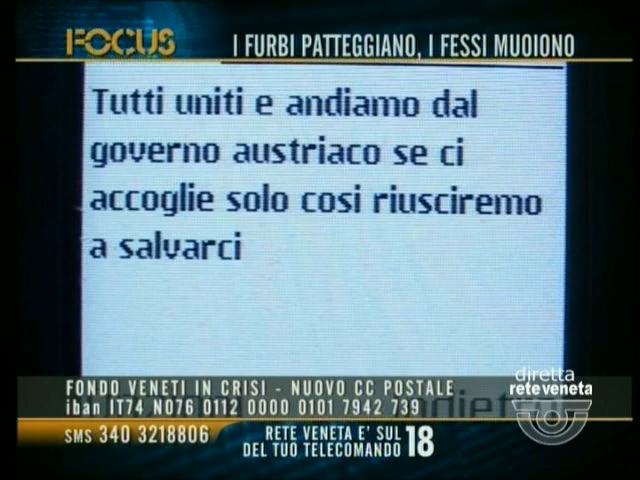 FOCUS
I FURBI PATTEGGIANO, I FESSI MUOIONO
Tutti uniti e andiamo dal
governo austriaco se ci
accoglie solo cosi riusciremo
a salvarci
diretta
reteveneta
FONDO VENETI IN CRISI - NUOVO CC POSTALE
iban IT74 N076 0112 0000 0101 7942 739
SMS 340 3218806
RETE VENETA E' SUL
DEL TUO TELECOMANDO 18